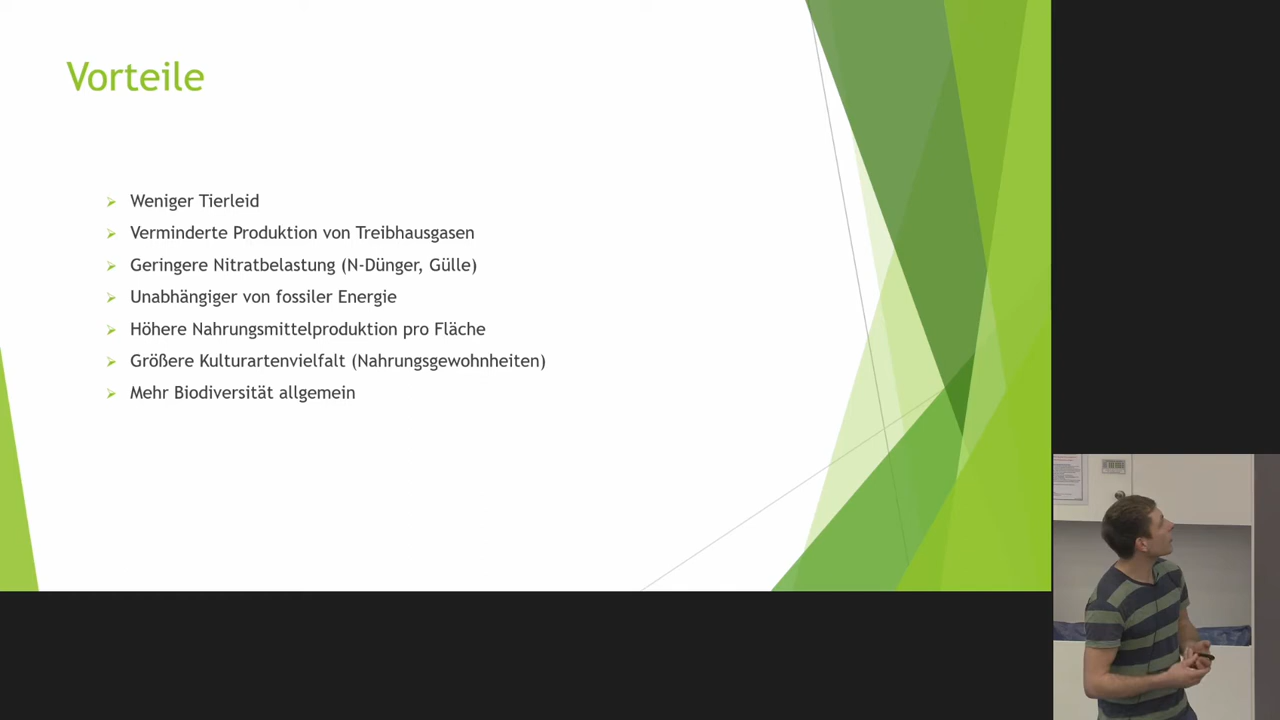 Vorteile
Weniger Tierleid
Verminderte Produktion von Treibhausgasen
Geringere Nitratbelastung (N-Dünger, Gülle)
Unabhängiger von fossiler Energie
Höhere Nahrungsmittelproduktion pro Fläche
Größere Kulturartenvielfalt (Nahrungsgewohnheiten)
Mehr Biodiversität allgemein